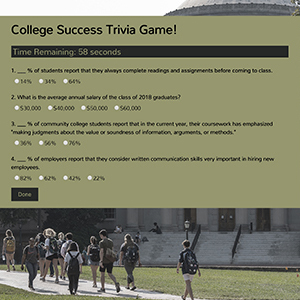 College Success Trivia Game!
Time Remaining: 58 seconds
1. ___ % of students report that they always complete readings and assignments before coming to class.
14% 34% 64%
2. What is the average annual salary of the class of 2018 graduates?
$30,000 $40,000 $50,000 $60,000
3. ___ % of community college students report that in the current year, their coursework has emphasized
"making judgments about the value or soundness of information, arguments, or methods."
36% 56% 76%
4. ___ % of employers report that they consider written communication skills very important in hiring new
employees.
82% 62% 42% 22%
Done